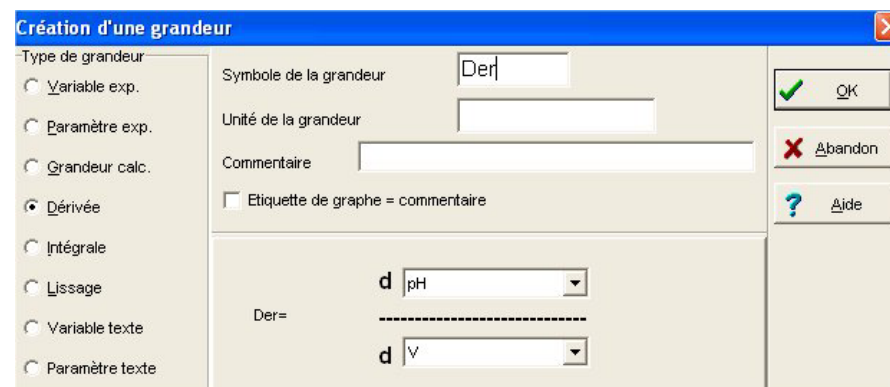 Création d'une grandeur
Type de grandeur
Variable exp.
Paramètre exp.
Grandeur calc.
Dérivée
Intégrale
Lissage
Variable texte
Paramètre texte
Symbole de la grandeur Der
Unité de la grandeur
Commentaire
Etiquette de graphe = commentaire
d pH
Der= -----------------------------
d V
OK
Abandon
Aide